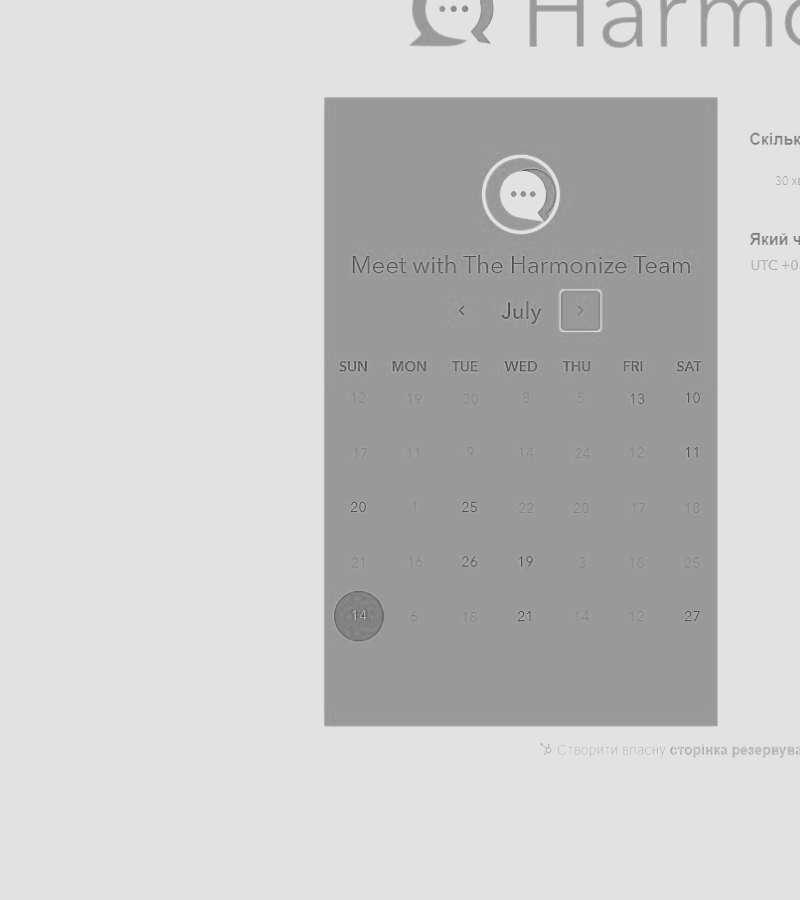 Harmo
Скільк
30 хв
Meet with The Harmonize Team
Який ч
UTC +0
July
SUN MON TUE WED THU FRI SAT
12 19 30 8 5 13 10
17 11 9 14 24 12 11
20 1 25 22 20 17 18
21 16 26 19 3 18 25
14 6 18 21 14 12 27
Створити власну сторінка резервува